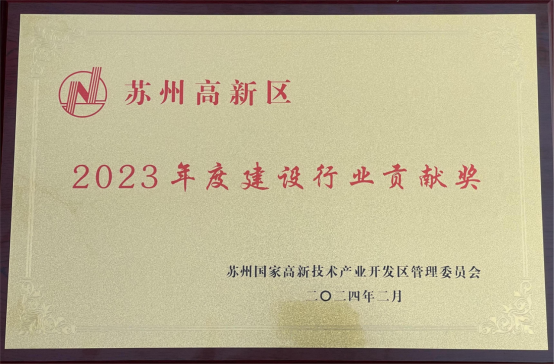 苏州高新区
2023年度建设行业贡献奖
苏州国家高新技术产业开发区管理委员会
二〇二四年二月